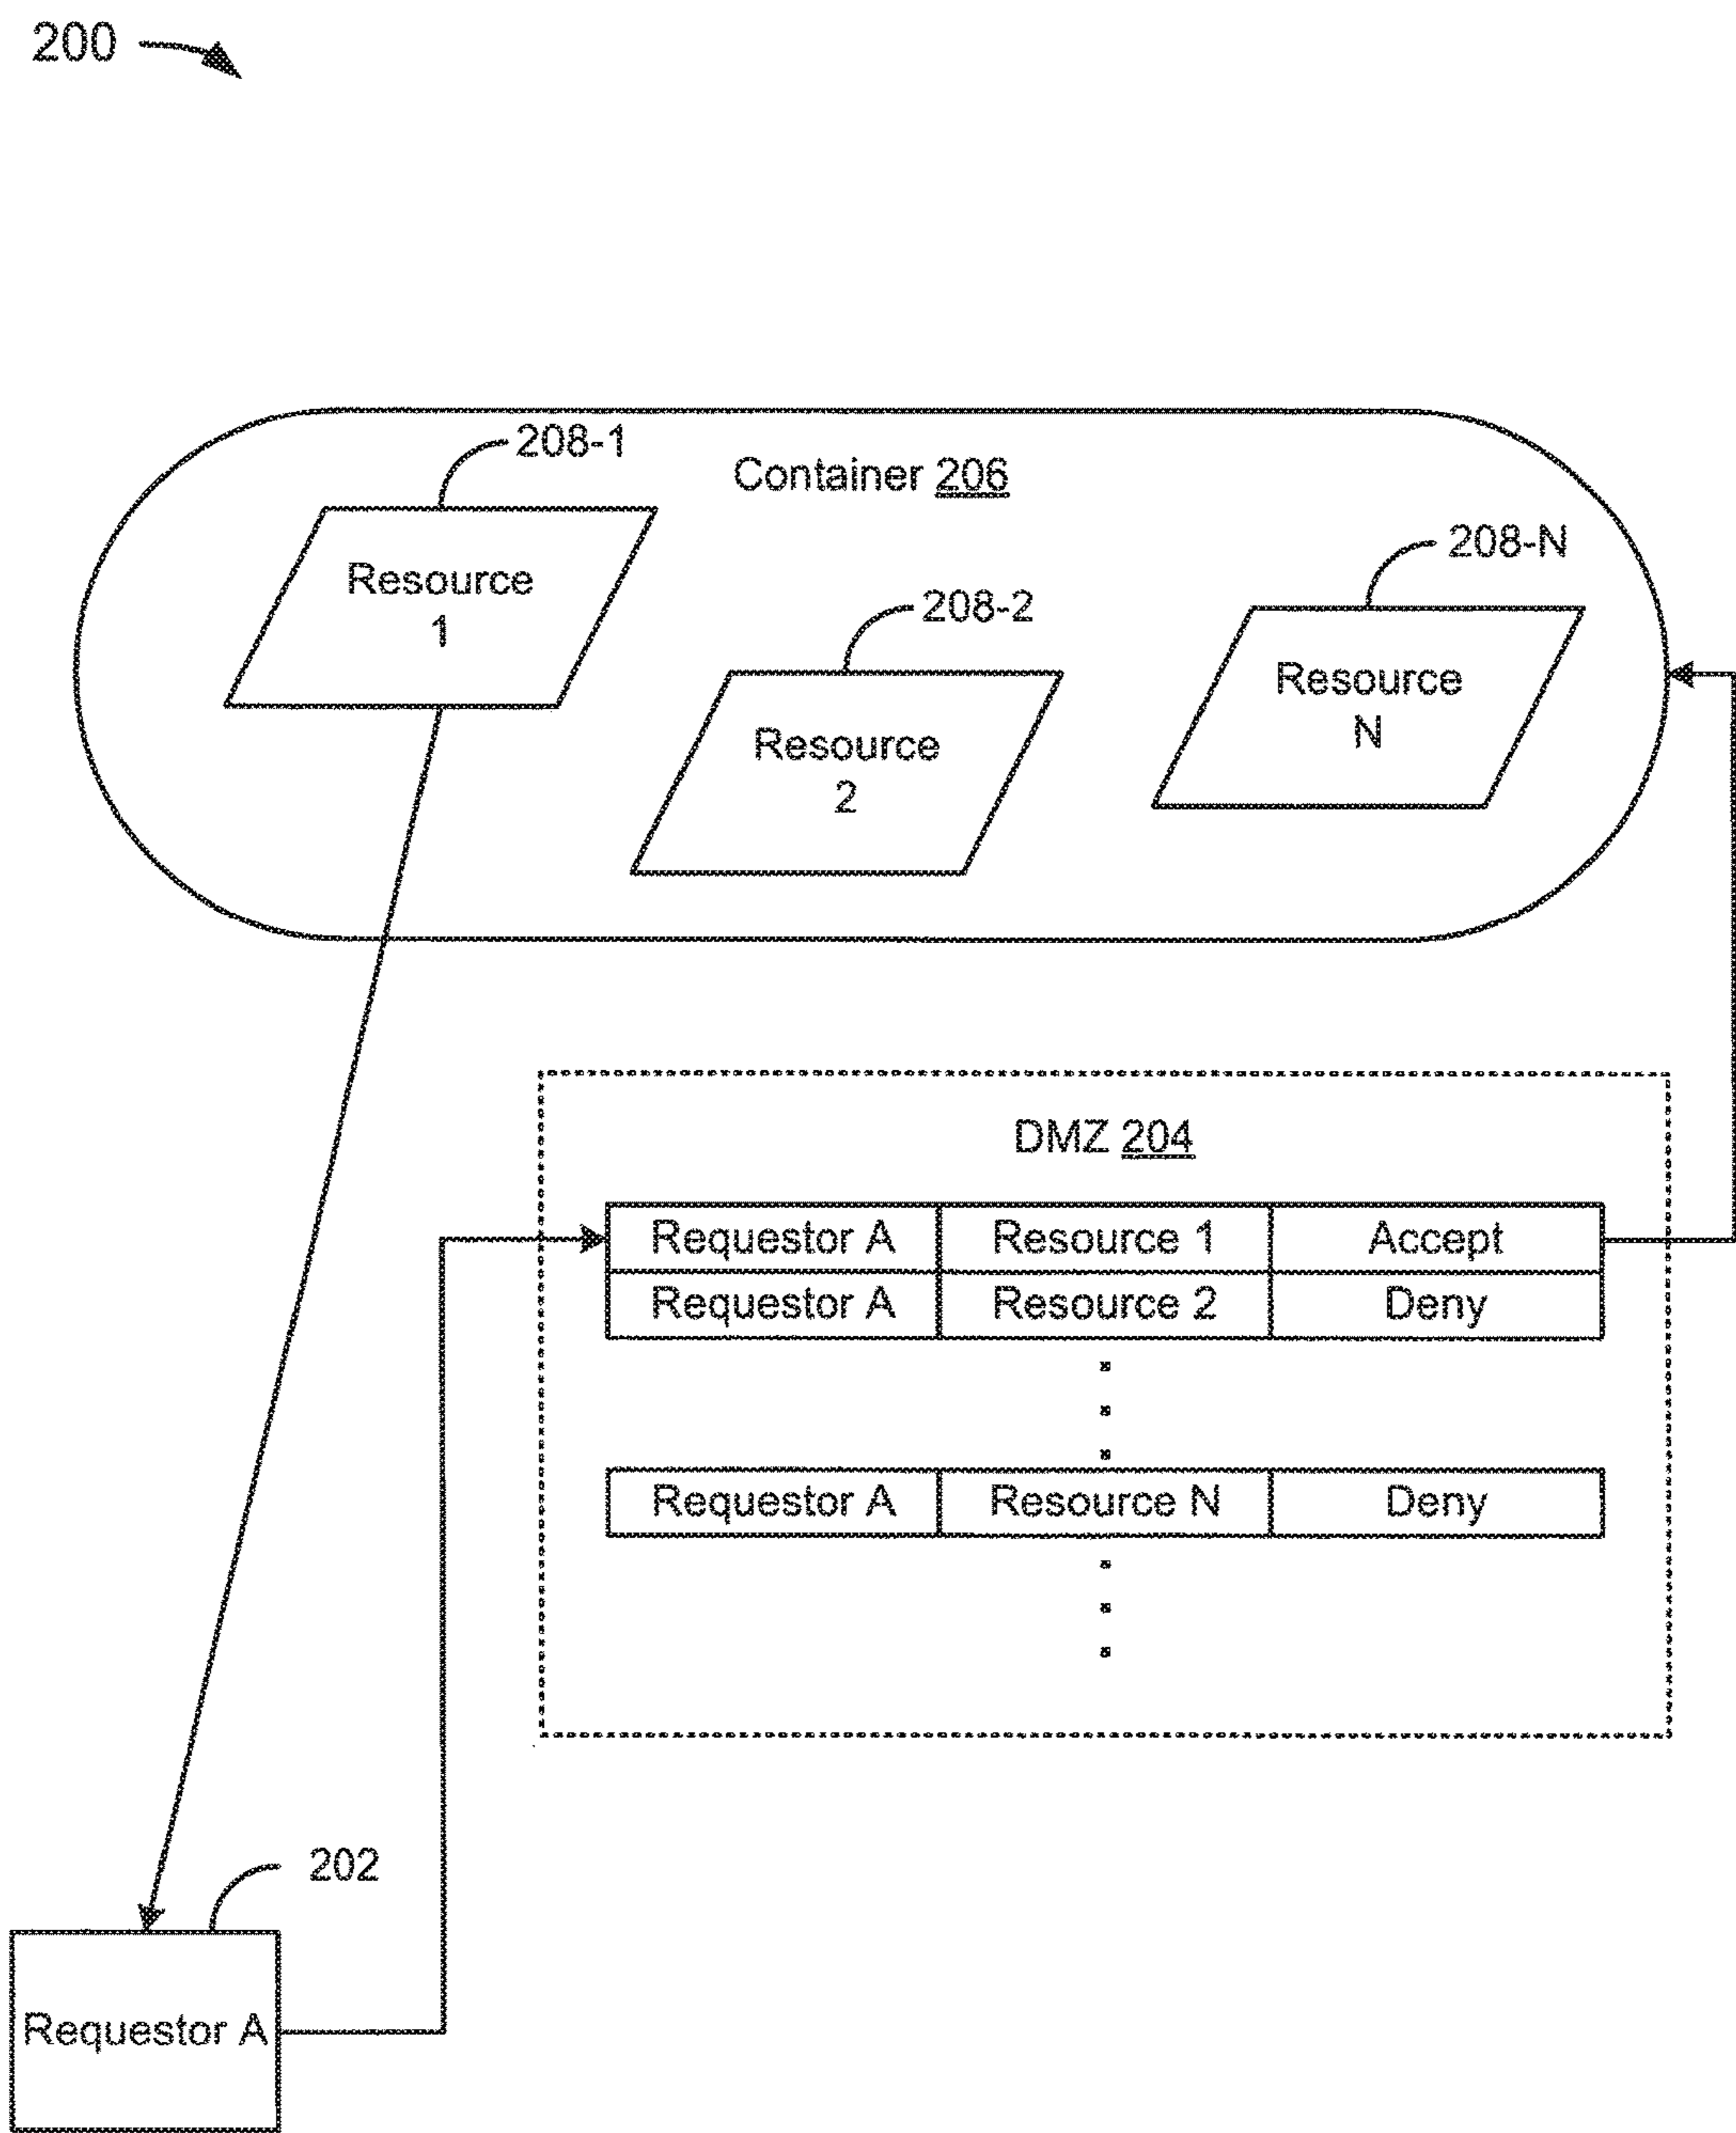 200
208-1
Container 206
208-N
Resource
1
208-2
Resource
N
Resource
2
DMZ 204
Requestor A Resource 1 Accept
Requestor A Resource 2 Deny
Requestor A Resource N Deny
202
Requestor A